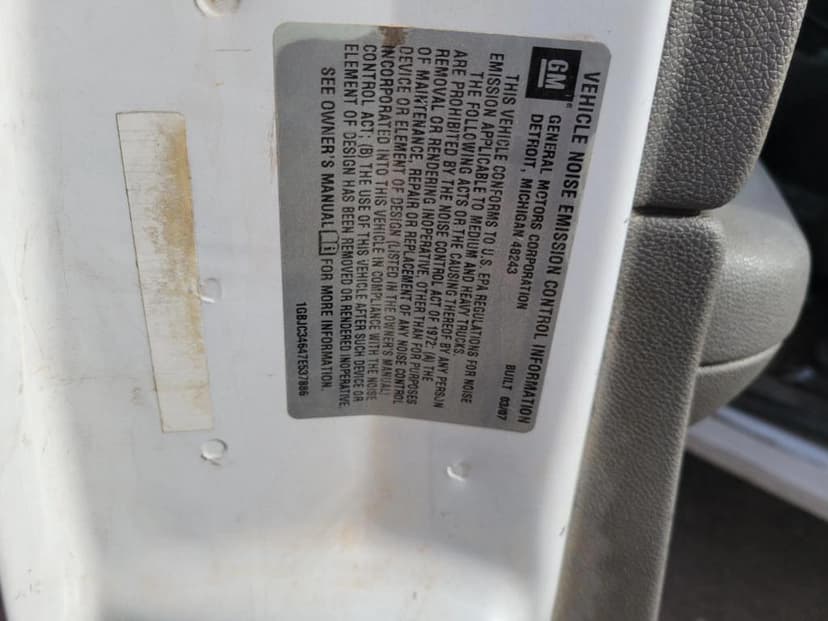 VEHICLE NOISE EMISSION CONTROL INFORMATION
GM®
GENERAL MOTORS CORPORATION
DETROIT, MICHIGAN 48243
BUILT 03/07
THIS VEHICLE CONFORMS TO U.S. EPA REGULATIONS FOR NOISE
EMISSION APPLICABLE TO MEDIUM AND HEAVY TRUCKS.
THE FOLLOWING ACTS OR THE CAUSING THEREOF BY ANY PERSON
ARE PROHIBITED BY THE NOISE CONTROL ACT OF 1972: (A) THE
REMOVAL OR RENDERING INOPERATIVE, OTHER THAN FOR PURPOSES
OF MAINTENANCE, REPAIR OR REPLACEMENT OF ANY NOISE CONTROL
DEVICE OR ELEMENT OF DESIGN (LISTED IN THE OWNER'S MANUAL)
INCORPORATED INTO THIS VEHICLE IN COMPLIANCE WITH THE NOISE
CONTROL ACT; (B) THE USE OF THIS VEHICLE AFTER SUCH DEVICE OR
ELEMENT OF DESIGN HAS BEEN REMOVED OR RENDERED INOPERATIVE.
SEE OWNER'S MANUAL i FOR MORE INFORMATION.